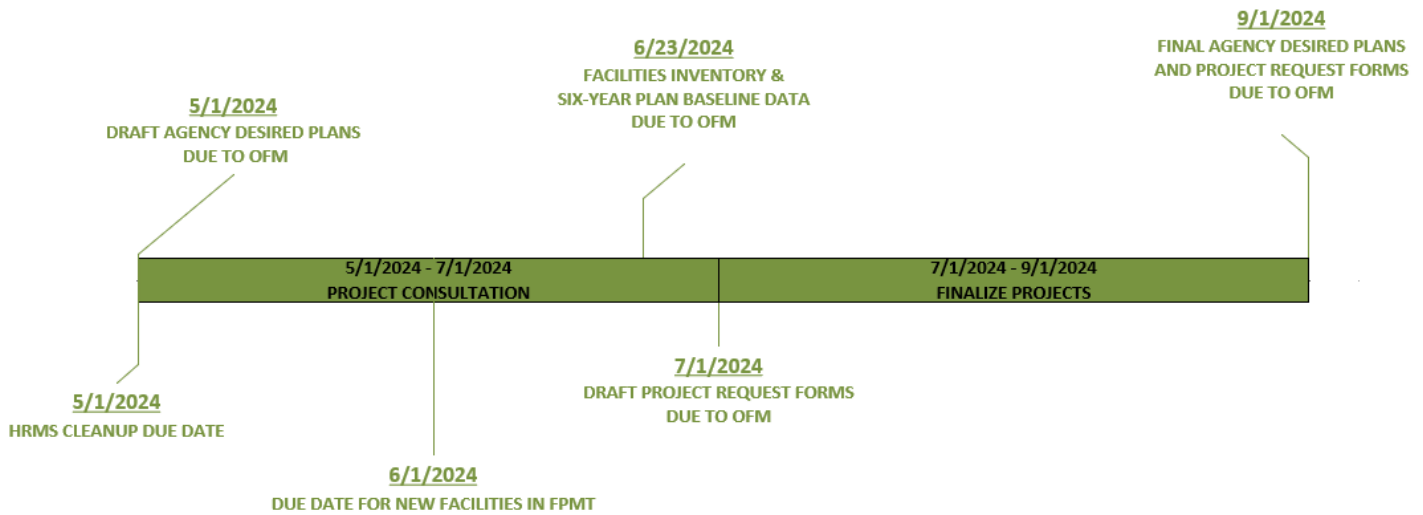 9/1/2024
FINAL AGENCY DESIRED PLANS
AND PROJECT REQUEST FORMS
DUE TO OFM
6/23/2024
FACILITIES INVENTORY &
SIX-YEAR PLAN BASELINE DATA
DUE TO OFM
5/1/2024
DRAFT AGENCY DESIRED PLANS
DUE TO OFM
5/1/2024 - 7/1/2024
PROJECT CONSULTATION
7/1/2024 - 9/1/2024
FINALIZE PROJECTS
7/1/2024
DRAFT PROJECT REQUEST FORMS
DUE TO OFM
5/1/2024
HRMS CLEANUP DUE DATE
6/1/2024
DUE DATE FOR NEW FACILITIES IN FPMT